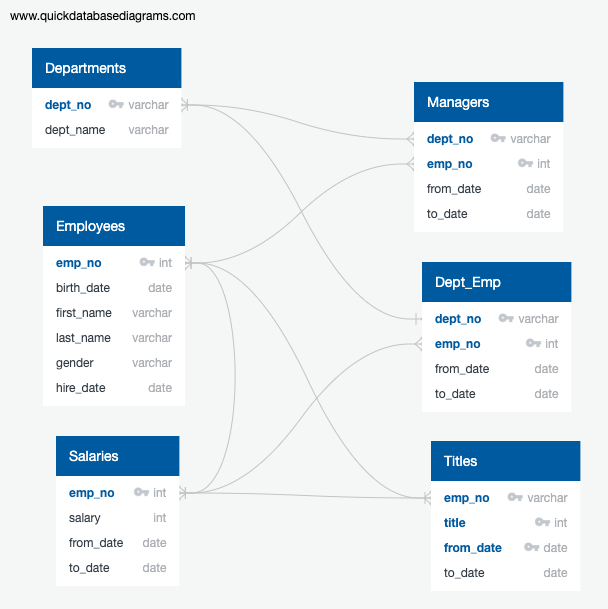 www.quickdatabasediagrams.com
Departments
dept_no varchar
dept_name varchar
Employees
emp_no int
birth_date date
first_name varchar
last_name varchar
gender varchar
hire_date date
Salaries
emp_no int
salary int
from_date date
to_date date
Managers
dept_no varchar
emp_no int
from_date date
to_date date
Dept_Emp
dept_no varchar
emp_no int
from_date date
to_date date
Titles
emp_no varchar
title int
from_date date
to_date date